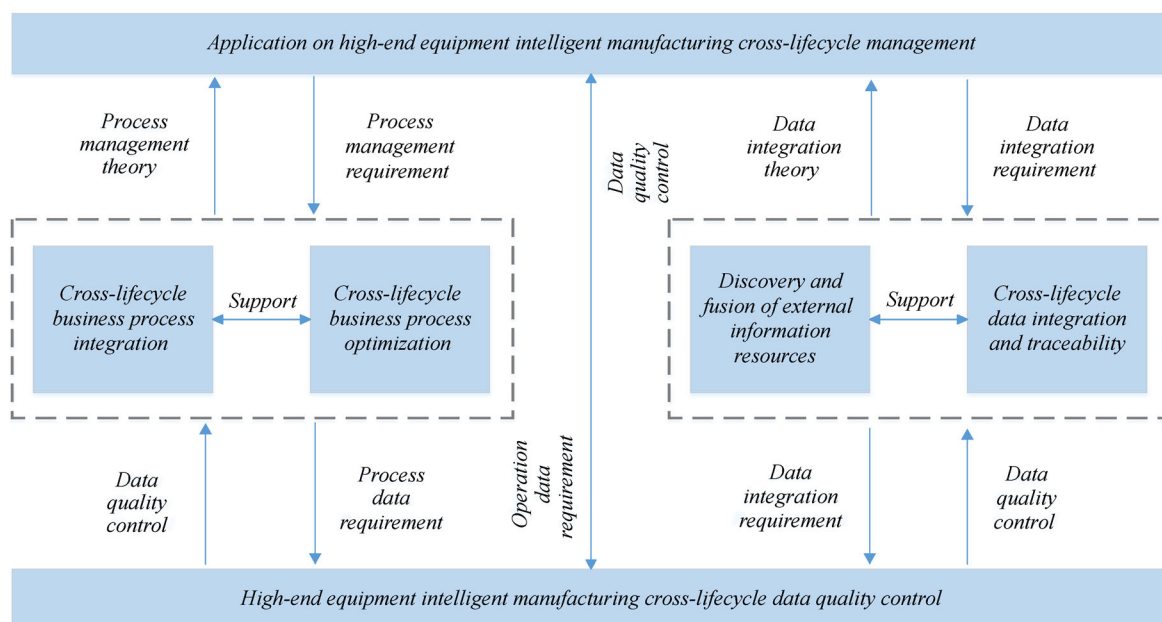 Application on high-end equipment intelligent manufacturing cross-lifecycle management
Process
management
theory
Process
management
requirement
Data
quality
control
Data
integration
theory
Data
integration
requirement
Cross-lifecycle
business process
integration
Support
Cross-lifecycle
business process
optimization
Discovery and
fusion of external
information
resources
Support
Cross-lifecycle
data integration
and traceability
Data
quality
control
Process
data
requirement
Operation
data
requirement
Data
integration
requirement
Data
quality
control
High-end equipment intelligent manufacturing cross-lifecycle data quality control